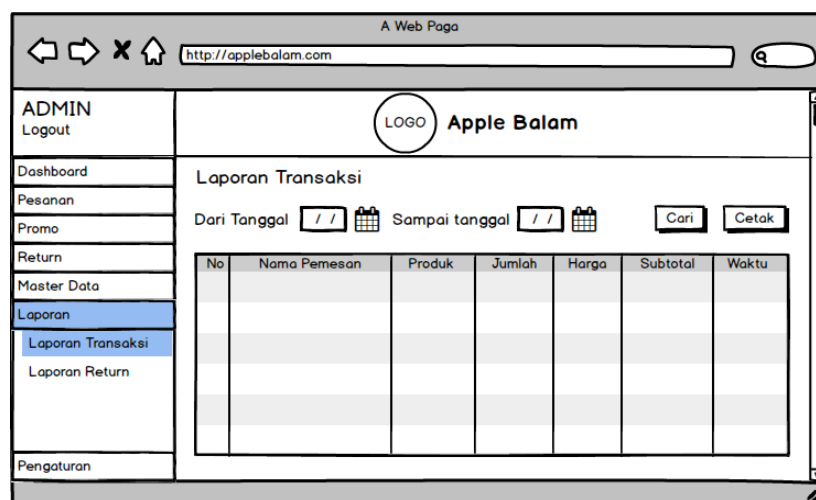 A Web Paga
http://applebalam.com
ADMIN
Logout
LOGO Apple Balam
Dashboard
Pesanan
Promo
Return
Master Data
Laporan
Laporan Transaksi
Laporan Return
Pengaturan
Laporan Transaksi
Dari Tanggal / / Sampai tanggal / / Cari Cetak
No Nama Pemesan Produk Jumlah Harga Subtotal Waktu